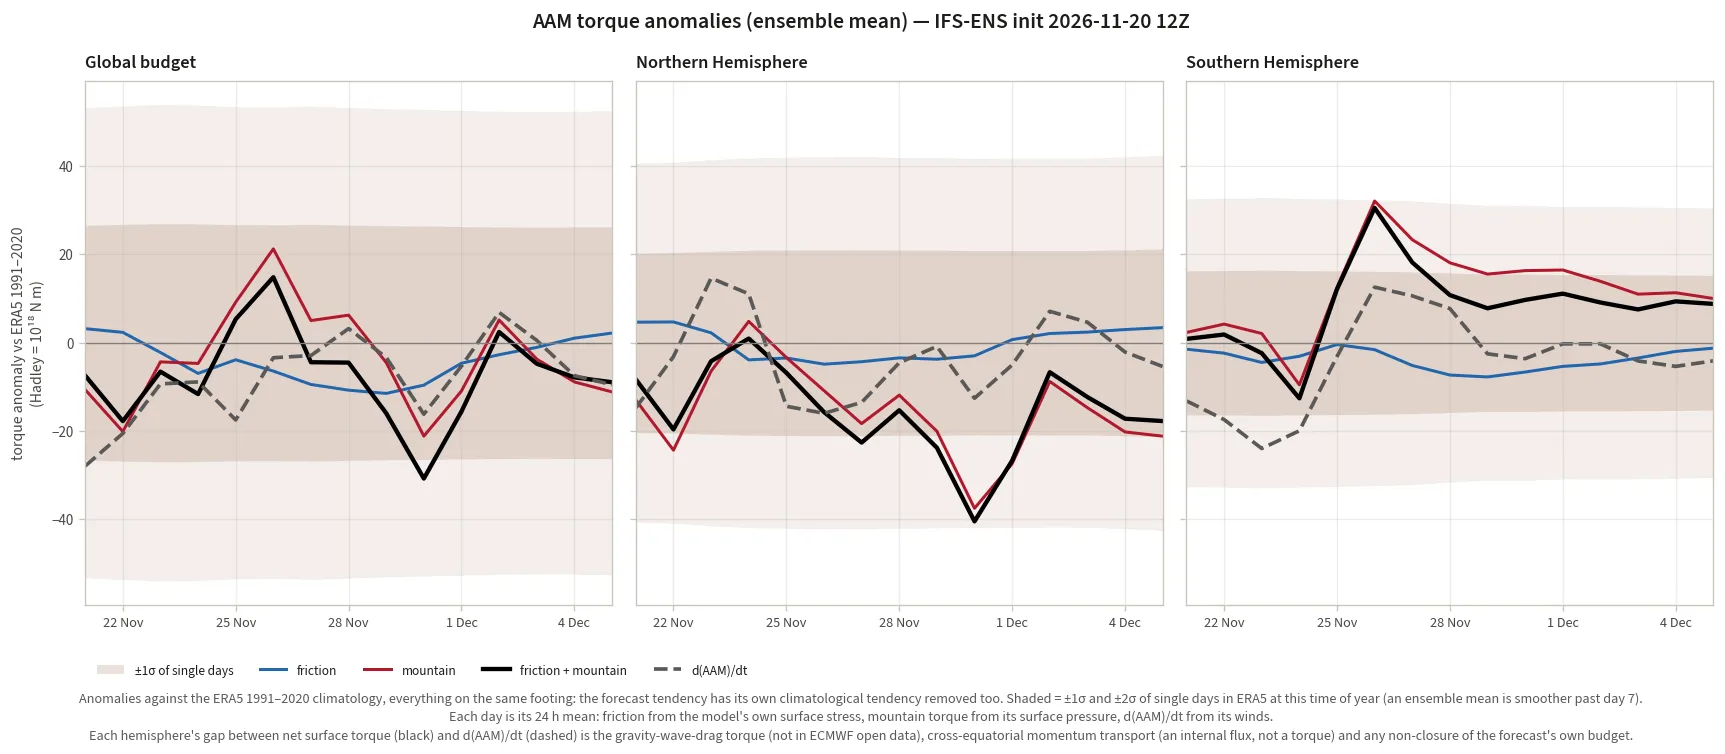 AAM torque anomalies (ensemble mean) — IFS-ENS init 2026-11-20 12Z
Global budget
Northern Hemisphere
Southern Hemisphere
torque anomaly vs ERA5 1991–2020
(Hadley = 10¹⁸ N m)
40
20
0
−20
−40
22 Nov
25 Nov
28 Nov
1 Dec
4 Dec
22 Nov
25 Nov
28 Nov
1 Dec
4 Dec
22 Nov
25 Nov
28 Nov
1 Dec
4 Dec
±1σ of single days
friction
mountain
friction + mountain
d(AAM)/dt
Anomalies against the ERA5 1991–2020 climatology, everything on the same footing: the forecast tendency has its own climatological tendency removed too. Shaded = ±1σ and ±2σ of single days in ERA5 at this time of year (an ensemble mean is smoother past day 7).
Each day is its 24 h mean: friction from the model's own surface stress, mountain torque from its surface pressure, d(AAM)/dt from its winds.
Each hemisphere's gap between net surface torque (black) and d(AAM)/dt (dashed) is the gravity-wave-drag torque (not in ECMWF open data), cross-equatorial momentum transport (an internal flux, not a torque) and any non-closure of the forecast's own budget.